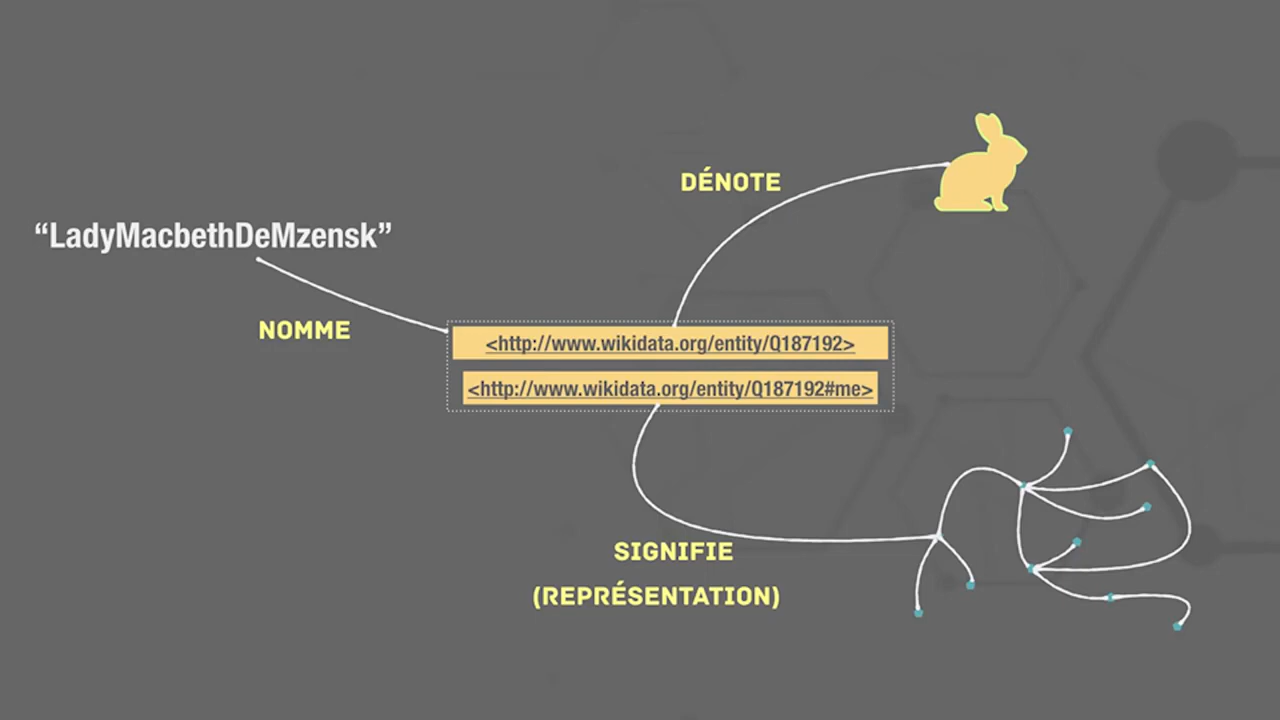 DÉNOTE
“LadyMacbethDeMzensk”
NOMME
<http://www.wikidata.org/entity/Q187192>
<http://www.wikidata.org/entity/Q187192#me>
SIGNIFIE
(REPRÉSENTATION)